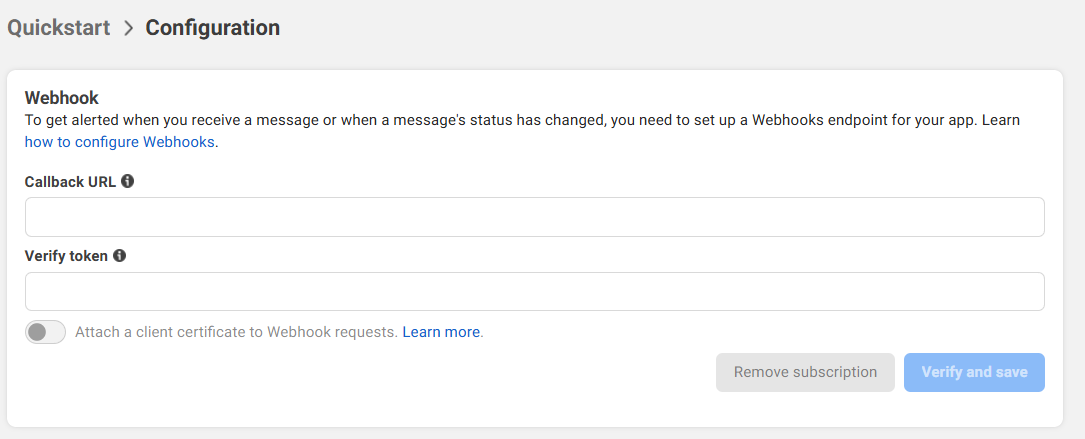 Quickstart > Configuration
Webhook
To get alerted when you receive a message or when a message's status has changed, you need to set up a Webhooks endpoint for your app. Learn
how to configure Webhooks.
Callback URL
Verify token
Attach a client certificate to Webhook requests. Learn more.
Remove subscription Verify and save